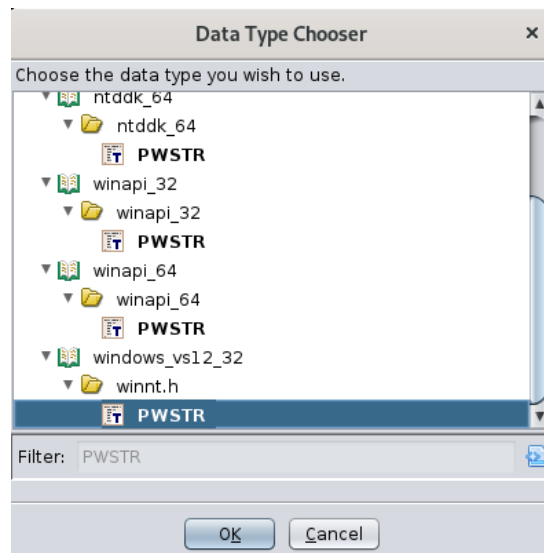 Data Type Chooser
Choose the data type you wish to use.
ntddk_64
ntddk_64
PWSTR
winapi_32
winapi_32
PWSTR
winapi_64
winapi_64
PWSTR
windows_vs12_32
winnt.h
PWSTR
Filter: PWSTR
OK Cancel